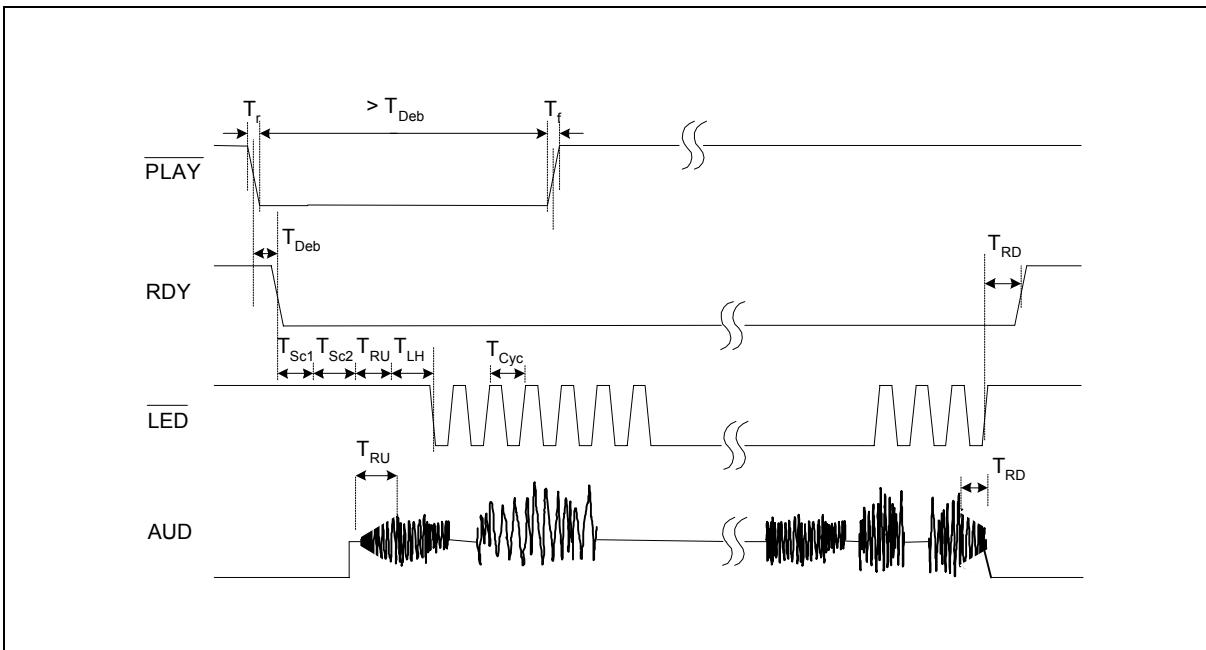 T_r > T_Deb T_f
PLAY
T_Deb T_RD
RDY
T_Sc1 T_Sc2 T_RU T_LH T_Cyc
LED
T_RU T_RD
AUD